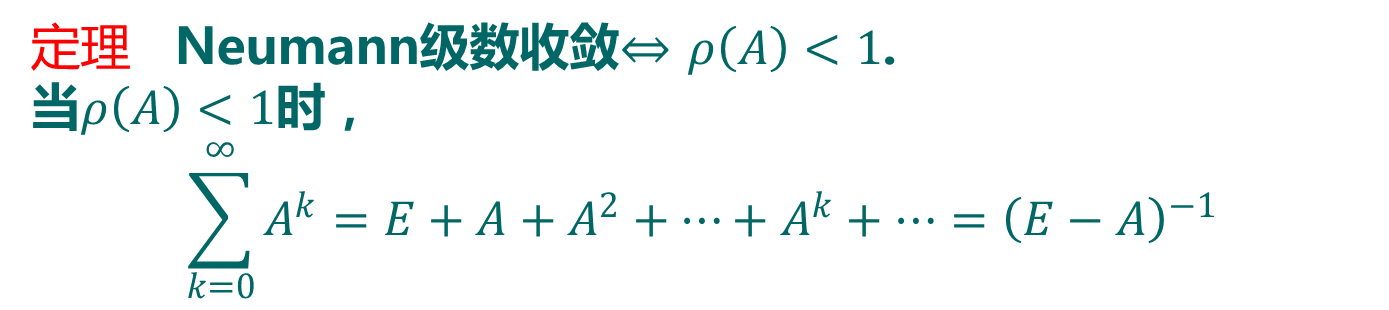 定理 Neumann级数收敛⇔ ρ(A) < 1.
当ρ(A) < 1时，
∞
∑ A^k = E + A + A^2 + ⋯ + A^k + ⋯ = (E − A)^{−1}
k=0